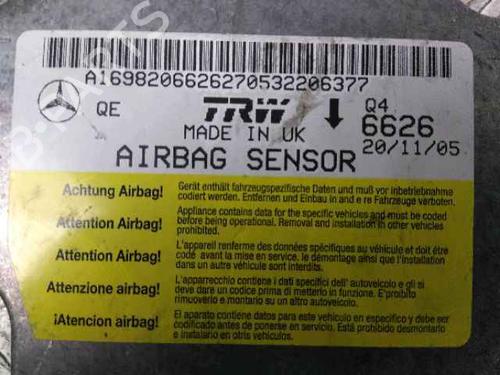 A1698206626270532206377
QE
TRW
Q4
6626
MADE IN UK
20/11/05
AIRBAG SENSOR
Achtung Airbag!
Gerät enthält fahrzeugspezifische Daten und muß vor inbetriebnahme
codiert werden. Entfernen und Einbau in and e re Fahrzeuge verboten.
Attention Airbag!
Appliance contains data for the specific vehicles and must be coded
before being operational. Removal and installation in other vehicles
prohibited.
Attention Airbag!
L'appareil renferme des données spécifiques au véhicule et doit être
codé avant la mise en service. le démontage ainsi que l'installation
dans un autre véhicule sont interdits.
Attenzione airbag!
L'apparecchio contiene i dati specifici dell' autoveicolo e gli si
deve dare un codice prima di metterlo in funzione. E'proibito
rimuoverio e montarlo su un altro autoveicolo.
¡Atencion airbag!
El aparato contiene datos para este vehiculo en especifico y debe ser
codificado antes de ponerse en servicio. Esta prohibido desmontarlo
e instalarlo en otros vehiculos.
B-PARTS